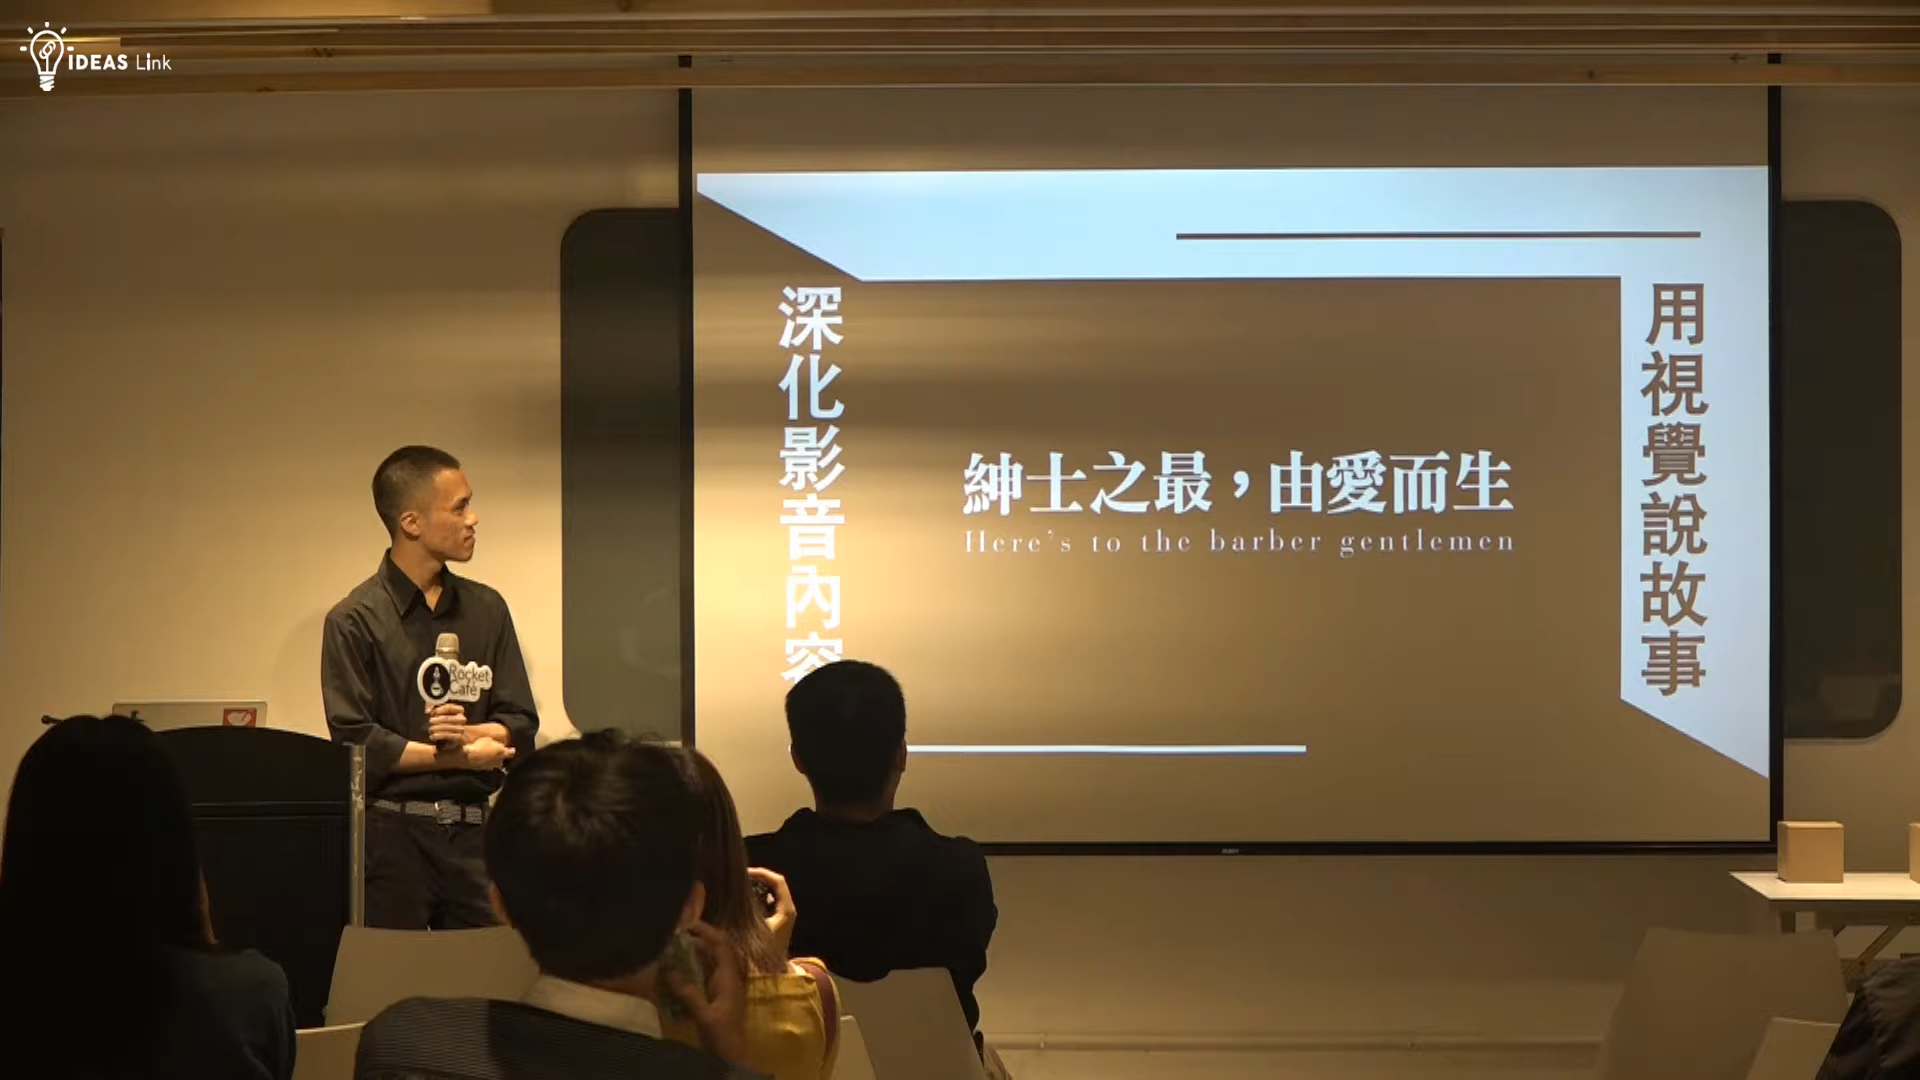 IDEAS Link
用視覺說故事
紳士之最，由愛而生
Here's to the barber gentlemen
深化影音內容
Rocket
Café